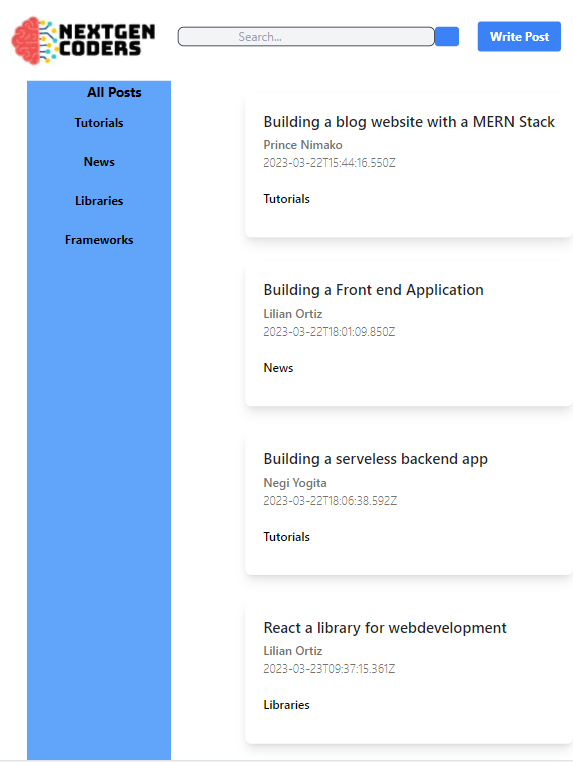 NEXTGEN
CODERS
Search...
Write Post
All Posts
Tutorials
News
Libraries
Frameworks
Building a blog website with a MERN Stack
Prince Nimako
2023-03-22T15:44:16.550Z
Tutorials
Building a Front end Application
Lilian Ortiz
2023-03-22T18:01:09.850Z
News
Building a serveless backend app
Negi Yogita
2023-03-22T18:06:38.592Z
Tutorials
React a library for webdevelopment
Lilian Ortiz
2023-03-23T09:37:15.361Z
Libraries